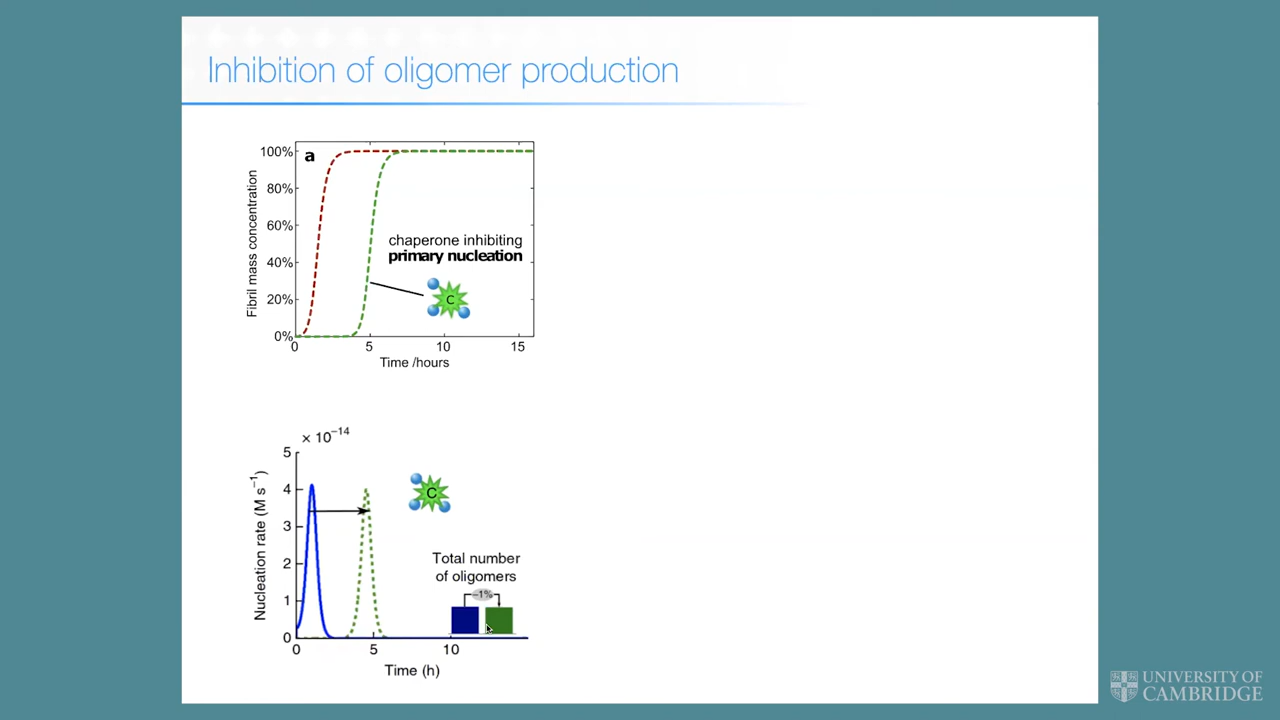 Inhibition of oligomer production
a
100%
80%
60%
40%
20%
0%
Fibril mass concentration
chaperone inhibiting
primary nucleation
C
0 5 10 15
Time /hours
× 10⁻¹⁴
5
4
3
2
1
0
Nucleation rate (M s⁻¹)
C
Total number
of oligomers
−1%
0 5 10
Time (h)
UNIVERSITY OF
CAMBRIDGE